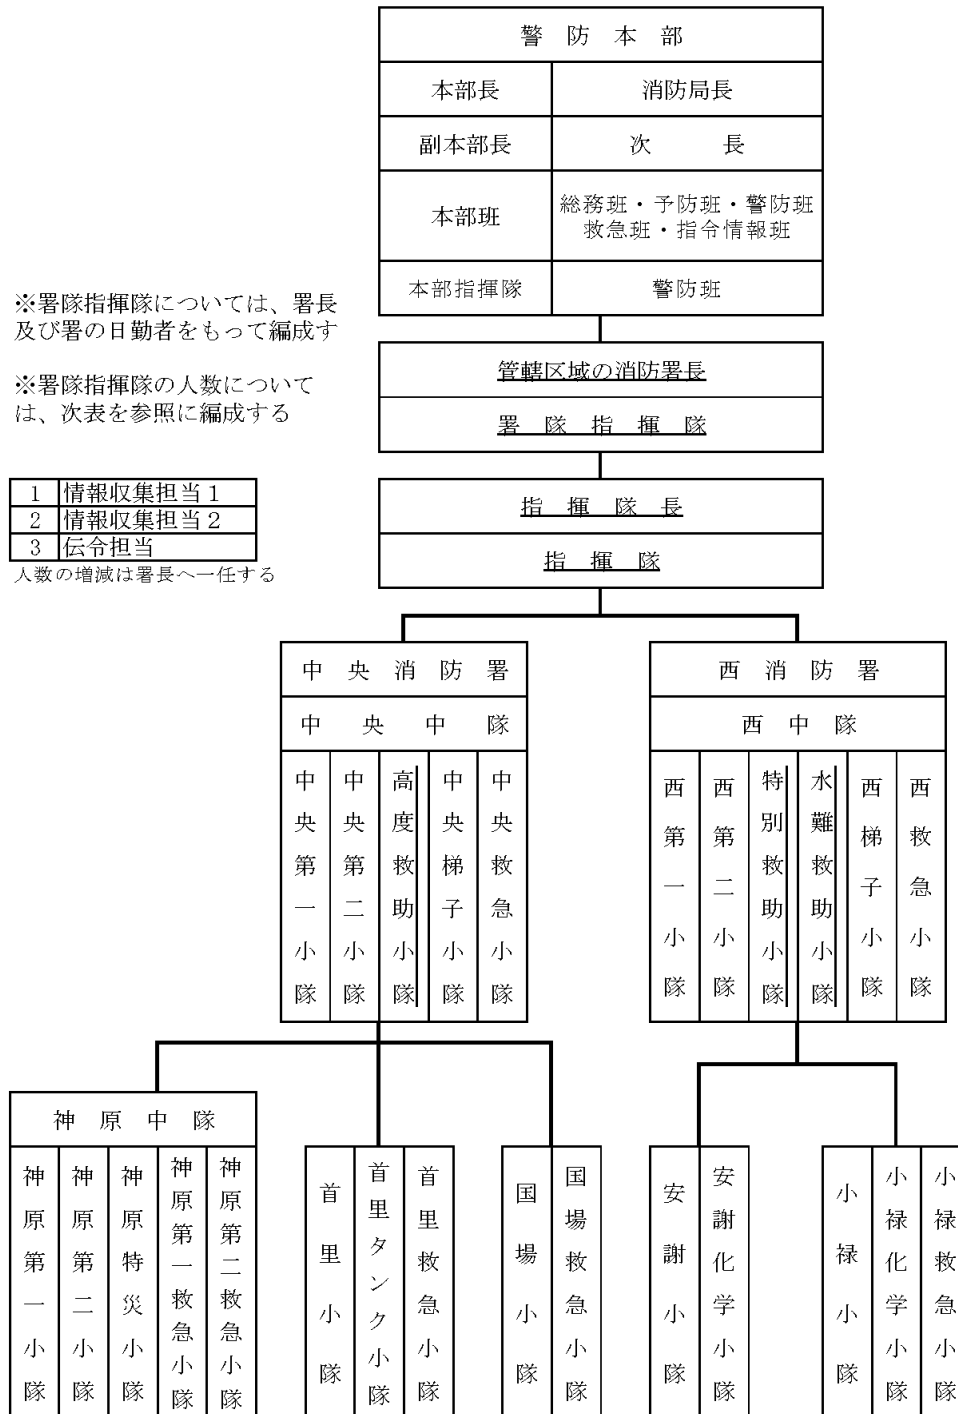 警防本部
本部長 消防局長
副本部長 次長
本部班 総務班・予防班・警防班
救急班・指令情報班
本部指揮隊 警防班
※署隊指揮隊については、署長
及び署の日勤者をもって編成す
※署隊指揮隊の人数について
は、次表を参照に編成する
1 情報収集担当1
2 情報収集担当2
3 伝令担当
人数の増減は署長へ一任する
管轄区域の消防署長
署隊指揮隊
指揮隊長
指揮隊
中央消防署
中央中隊
中央第一小隊
中央第二小隊
高度救助小隊
中央梯子小隊
中央救急小隊
西消防署
西中隊
西第一小隊
西第二小隊
特別救助小隊
水難救助小隊
西梯子小隊
西救急小隊
神原中隊
神原第一小隊
神原第二小隊
神原特災小隊
神原第一救急小隊
神原第二救急小隊
首里小隊
首里タンク小隊
首里救急小隊
国場小隊
国場救急小隊
安謝小隊
安謝化学小隊
小禄小隊
小禄化学小隊
小禄救急小隊